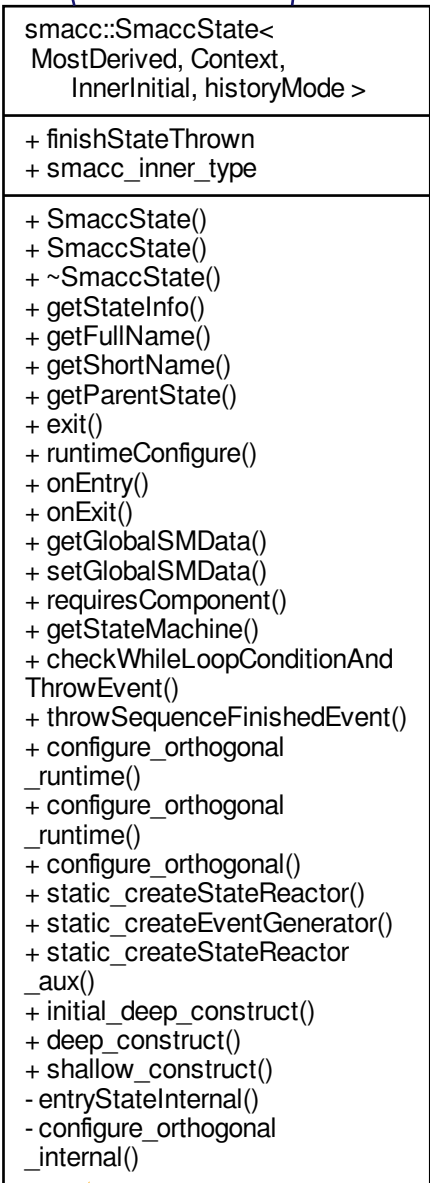 smacc::SmaccState<
MostDerived, Context,
InnerInitial, historyMode >
+ finishStateThrown
+ smacc_inner_type
+ SmaccState()
+ SmaccState()
+ ~SmaccState()
+ getStateInfo()
+ getFullName()
+ getShortName()
+ getParentState()
+ exit()
+ runtimeConfigure()
+ onEntry()
+ onExit()
+ getGlobalSMData()
+ setGlobalSMData()
+ requiresComponent()
+ getStateMachine()
+ checkWhileLoopConditionAnd
ThrowEvent()
+ throwSequenceFinishedEvent()
+ configure_orthogonal
_runtime()
+ configure_orthogonal
_runtime()
+ configure_orthogonal()
+ static_createStateReactor()
+ static_createEventGenerator()
+ static_createStateReactor
_aux()
+ initial_deep_construct()
+ deep_construct()
+ shallow_construct()
- entryStateInternal()
- configure_orthogonal
_internal()